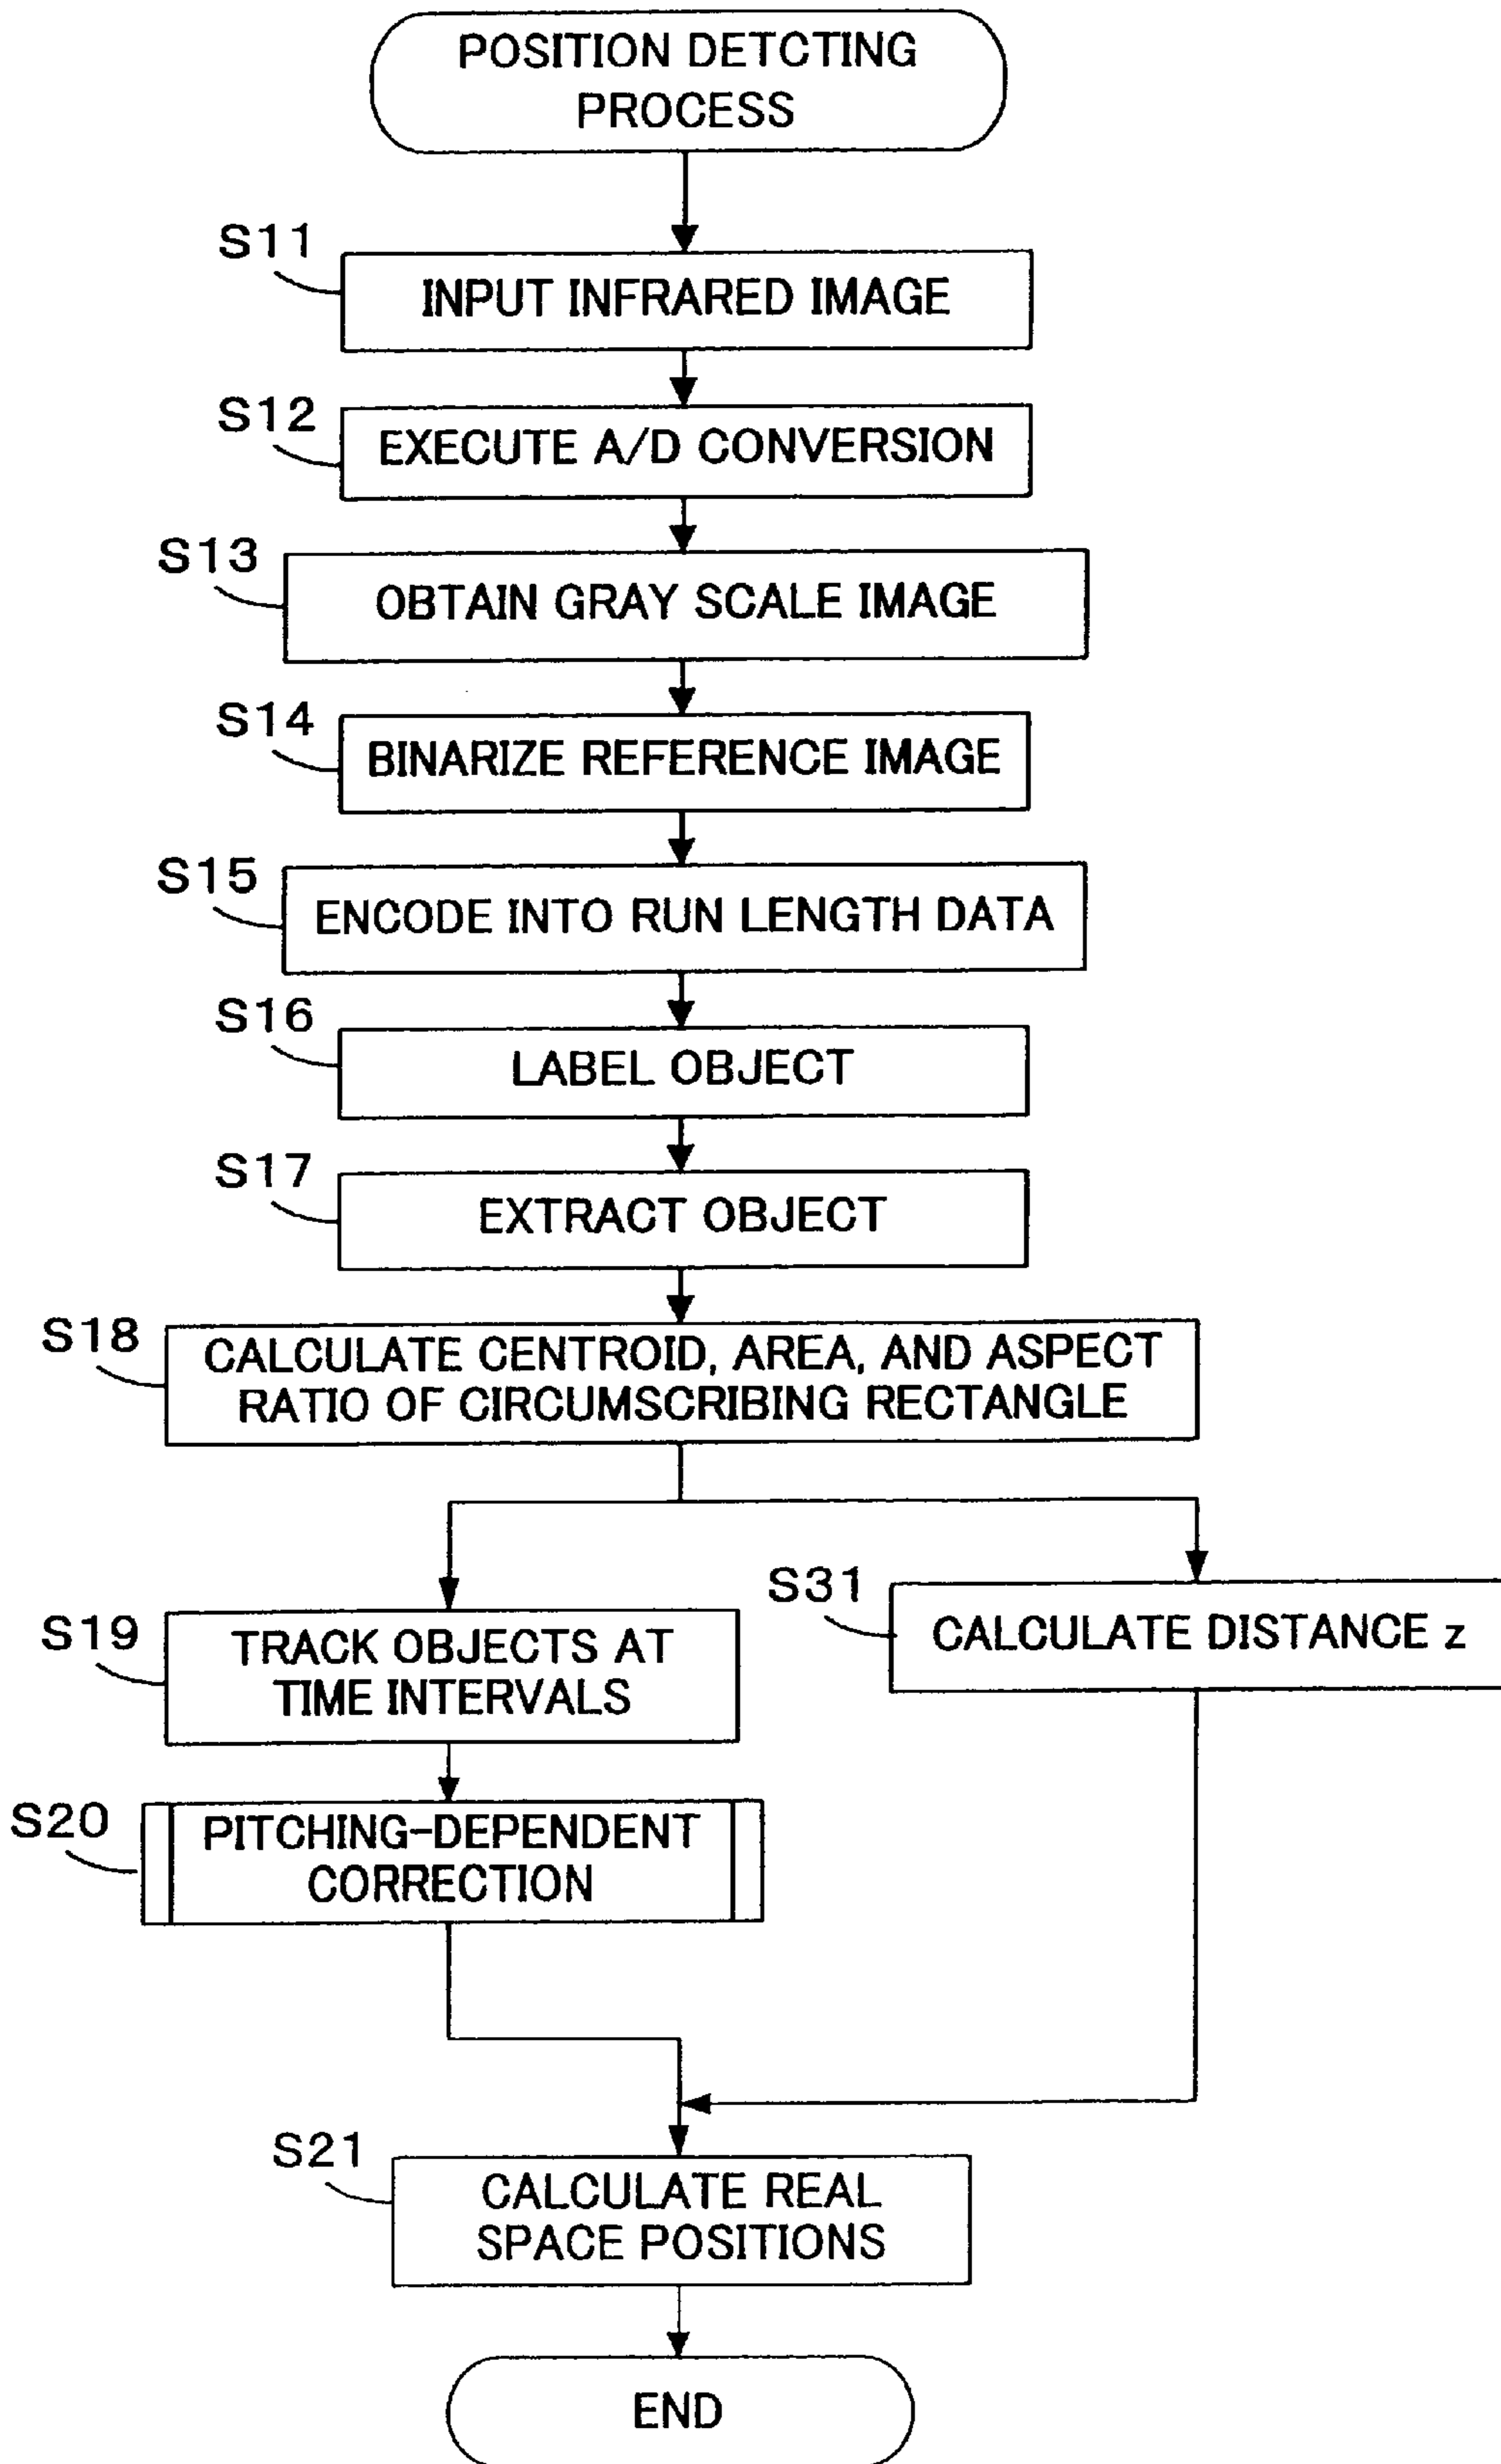 POSITION DETCTING
PROCESS
S11
INPUT INFRARED IMAGE
S12
EXECUTE A/D CONVERSION
S13
OBTAIN GRAY SCALE IMAGE
S14
BINARIZE REFERENCE IMAGE
S15
ENCODE INTO RUN LENGTH DATA
S16
LABEL OBJECT
S17
EXTRACT OBJECT
S18
CALCULATE CENTROID, AREA, AND ASPECT
RATIO OF CIRCUMSCRIBING RECTANGLE
S19
TRACK OBJECTS AT
TIME INTERVALS
S31
CALCULATE DISTANCE z
S20
PITCHING-DEPENDENT
CORRECTION
S21
CALCULATE REAL
SPACE POSITIONS
END